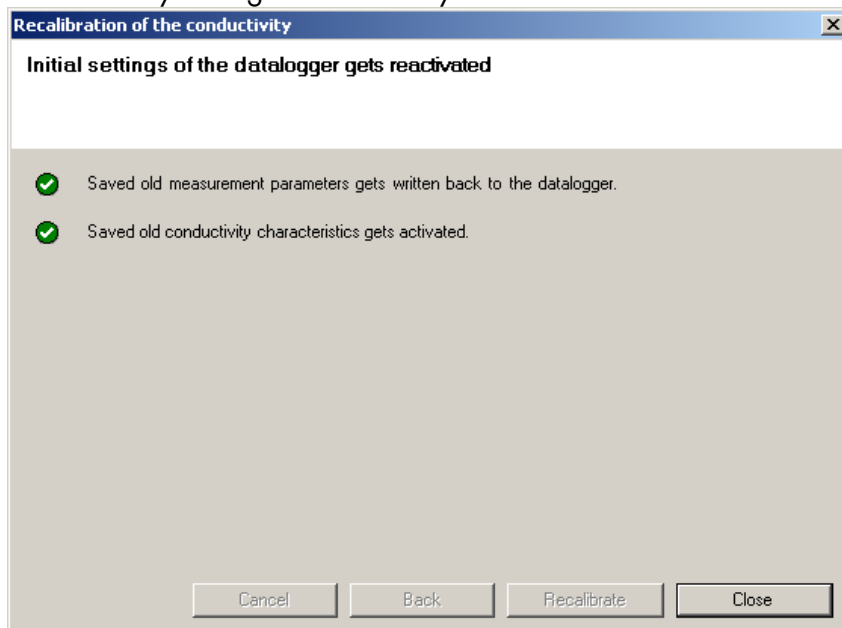 Recalibration of the conductivity
Initial settings of the datalogger gets reactivated
Saved old measurement parameters gets written back to the datalogger.
Saved old conductivity characteristics gets activated.
Cancel Back Recalibrate Close